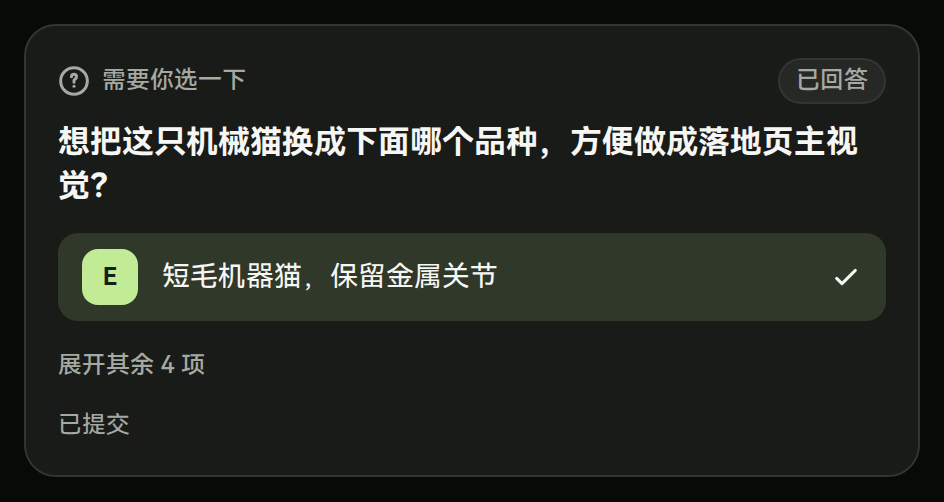 需要你选一下
已回答
想把这只机械猫换成下面哪个品种，方便做成落地页主视
觉？
E
短毛机器猫，保留金属关节
展开其余 4 项
已提交